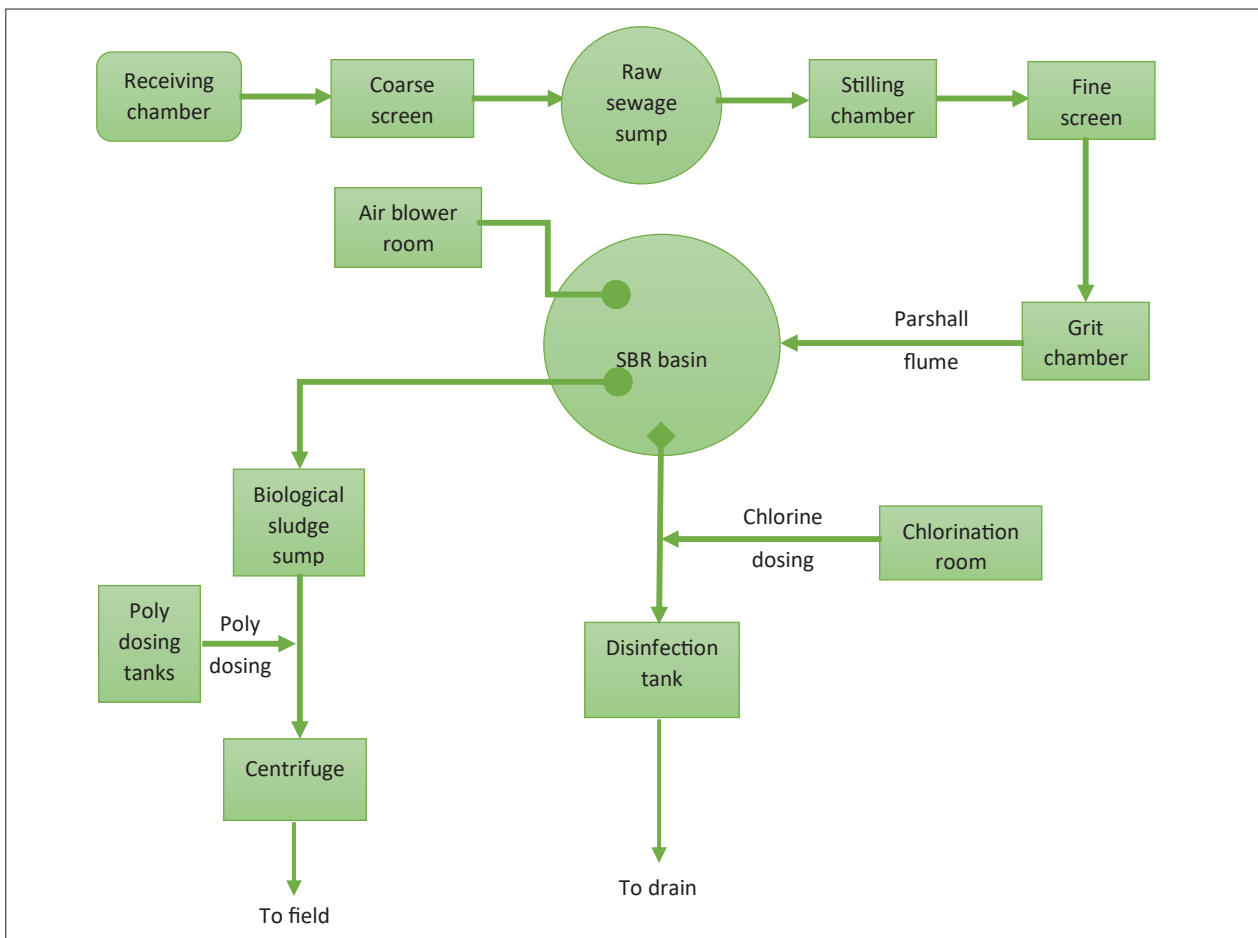 Receiving
chamber
Coarse
screen
Raw
sewage
sump
Stilling
chamber
Fine
screen
Air blower
room
Parshall
flume
Grit
chamber
SBR basin
Biological
sludge
sump
Chlorine
dosing
Chlorination
room
Poly
dosing
tanks
Poly
dosing
Disinfection
tank
Centrifuge
To drain
To field